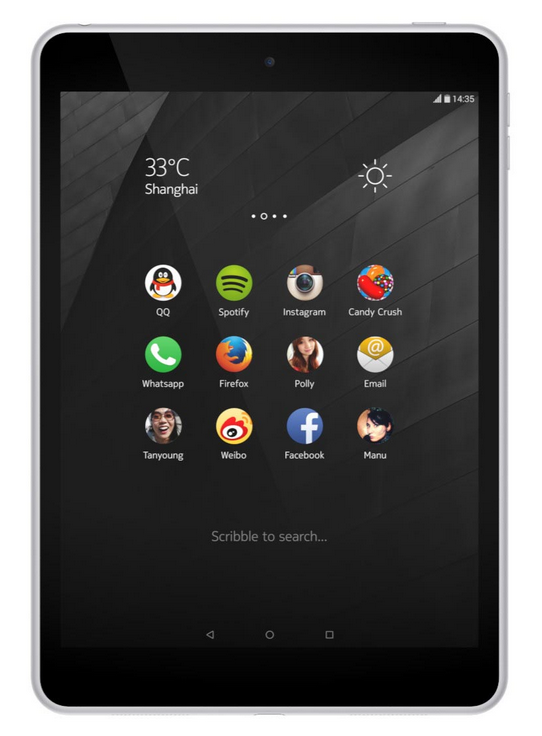 14:35
33°C
Shanghai
QQ Spotify Instagram Candy Crush
Whatsapp Firefox Polly Email
Tanyoung Weibo Facebook Manu
Scribble to search...